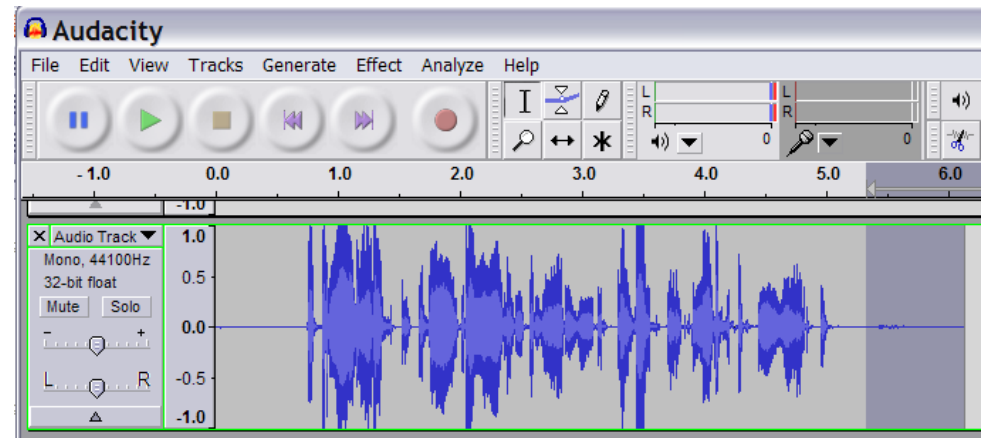 Audacity
File Edit View Tracks Generate Effect Analyze Help
L
R
0
L
R
0
- 1.0 0.0 1.0 2.0 3.0 4.0 5.0 6.0
-1.0
X Audio Track
Mono, 44100Hz
32-bit float
Mute Solo
- +
L R
1.0
0.5
0.0
-0.5
-1.0